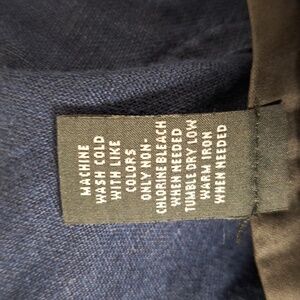 MACHINE
WASH COLD
WITH LIKE
COLORS
ONLY NON-
CHLORINE BLEACH
WHEN NEEDED
TUMBLE DRY LOW
WARM IRON
WHEN NEEDED